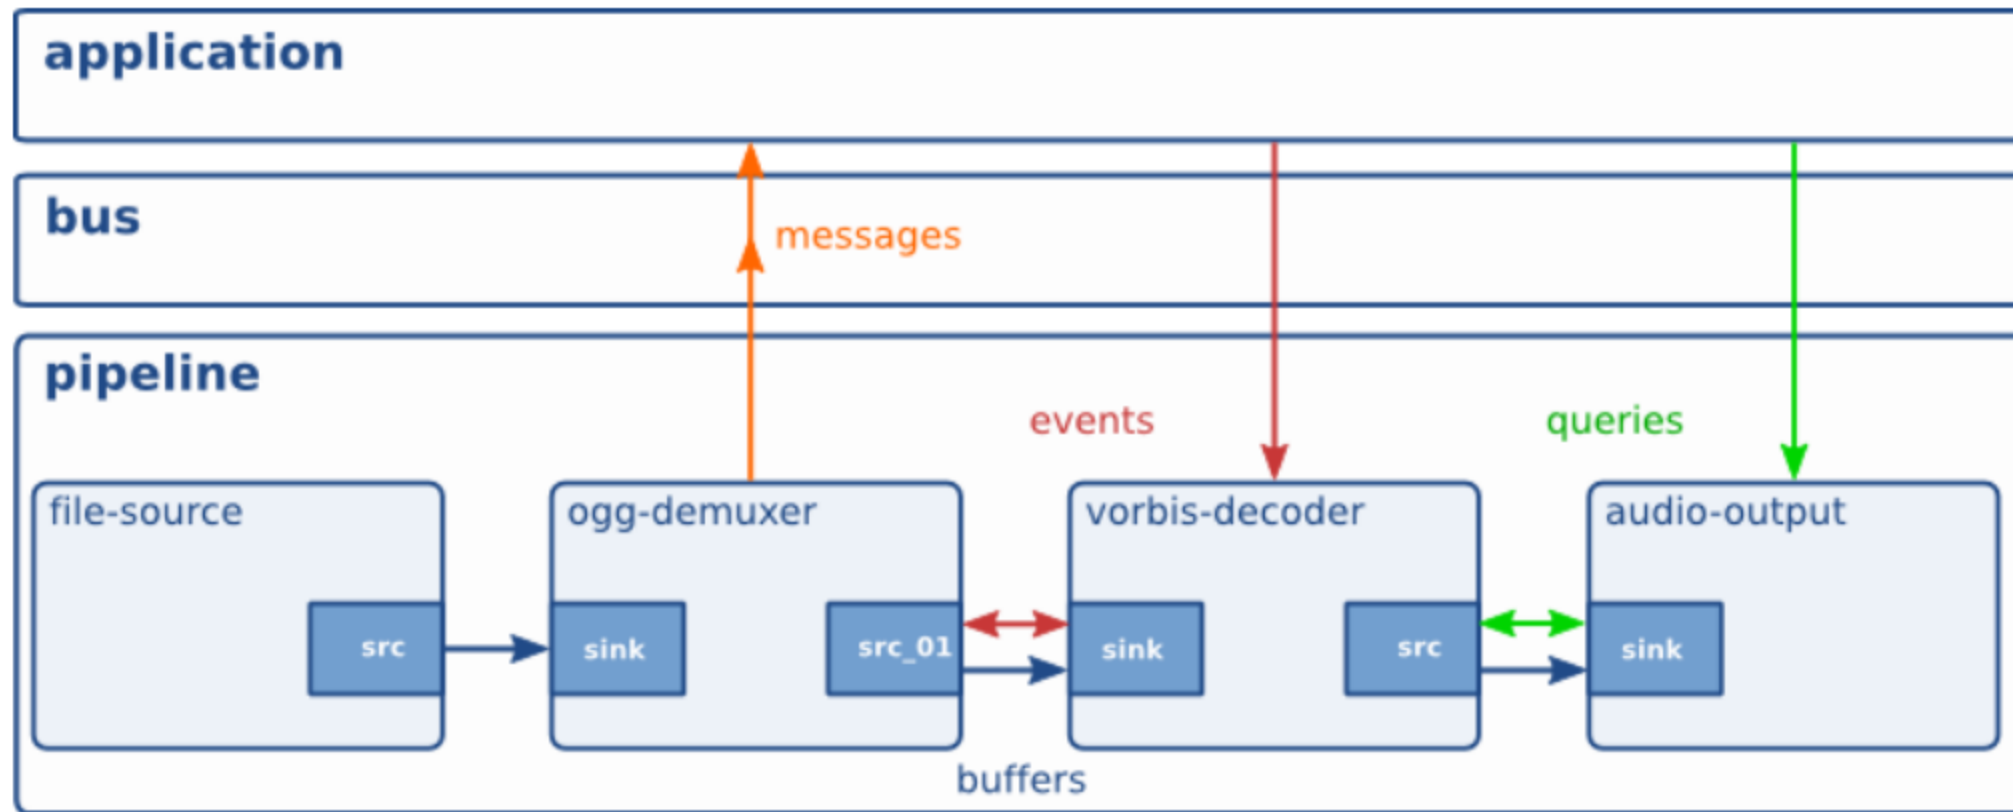 application
bus
messages
pipeline
events
queries
file-source
ogg-demuxer
vorbis-decoder
audio-output
src
sink
src_01
sink
src
sink
buffers